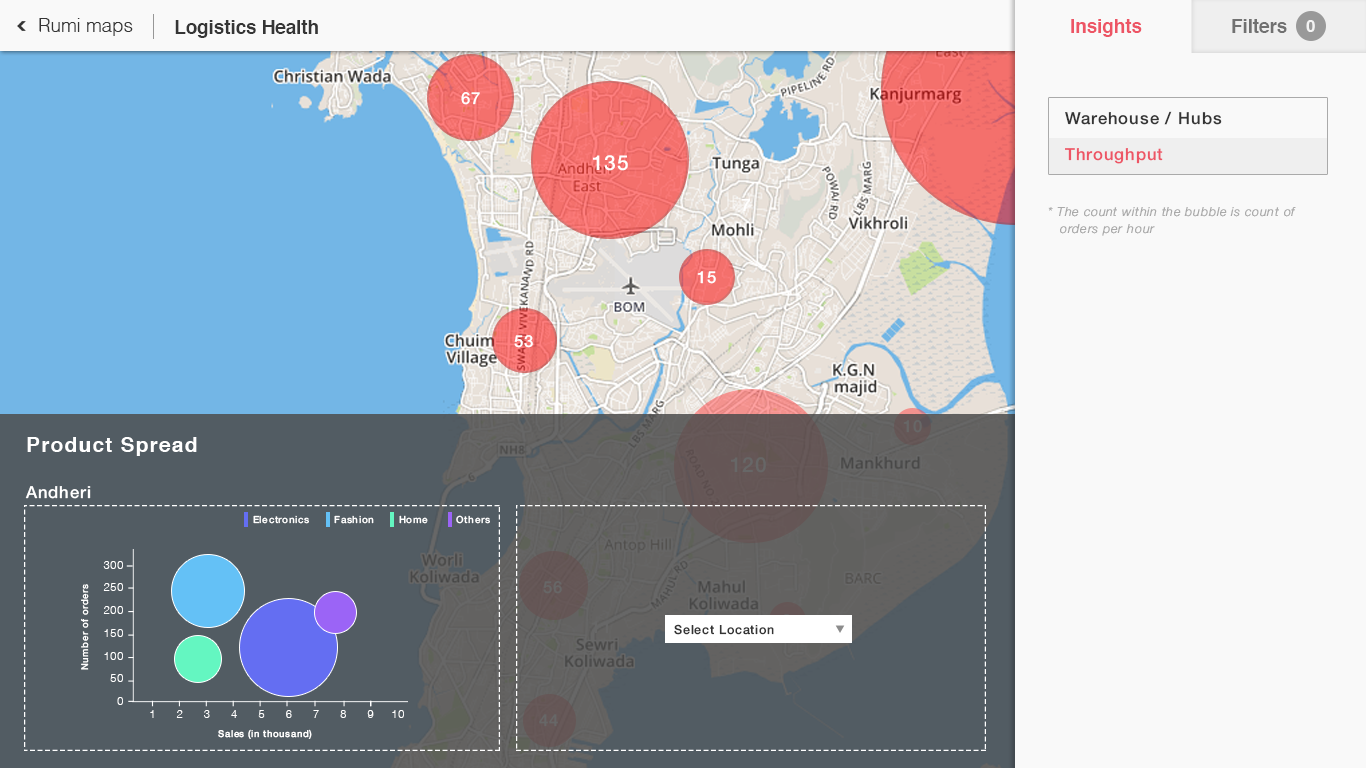 Rumi maps
Logistics Health
Insights
Filters 0
Christian Wada
67
135
Andheri
East
Tunga
PIPELINE RD
East
Kanjurmarg
POWAI RD
LBS MARG
Vikhroli
Mohli
15
BOM
SWAMI VIVEKANAND RD
Chuim
Village
53
K.G.N
majid
Warehouse / Hubs
Throughput
* The count within the bubble is count of
orders per hour
Product Spread
NH8
LBS MARG
ROAD NO.
120
10
Mankhurd
Andheri
Electronics
Fashion
Home
Others
Number of orders
300
250
200
150
100
50
0
1 2 3 4 5 6 7 8 9 10
Sales (in thousand)
Worli
Koliwada
Antop Hill
56
MAHUL RD
Mahul
Koliwada
BARC
Select Location
Sewri
Koliwada
44